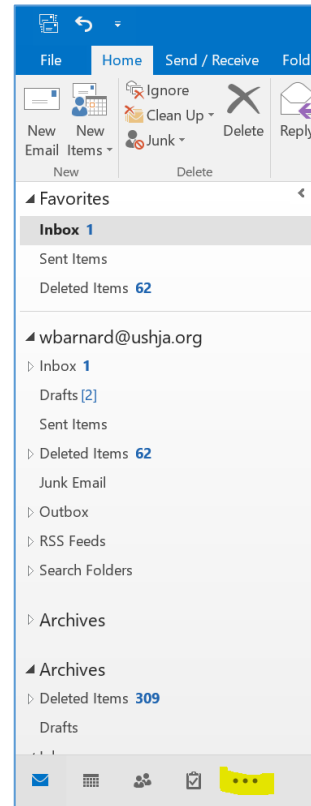 File Home Send / Receive Fold
Ignore
Clean Up
Junk
New Email
New Items
Delete
Reply
New Delete
Favorites
Inbox 1
Sent Items
Deleted Items 62
wbarnard@ushja.org
Inbox 1
Drafts [2]
Sent Items
Deleted Items 62
Junk Email
Outbox
RSS Feeds
Search Folders
Archives
Archives
Deleted Items 309
Drafts